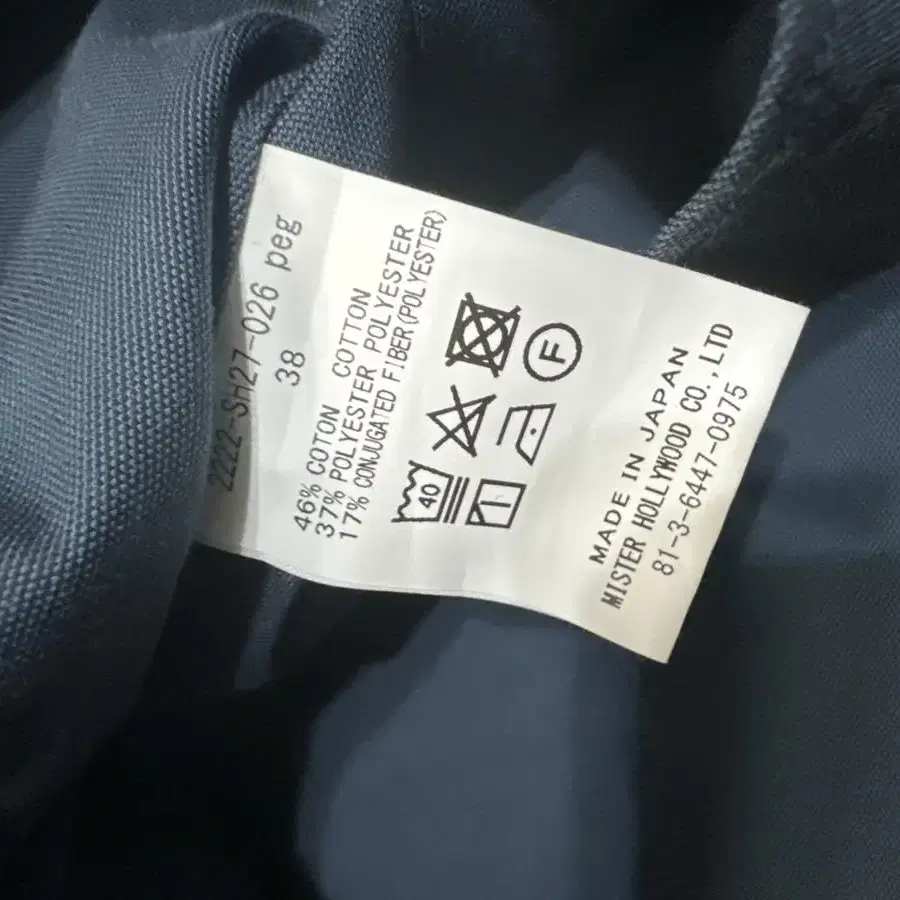 2222-SH27-026 peg
38
46% COTON COTTON
37% POLYESTER POLYESTER
17% CONJUGATED FIBER(POLYESTER)
F
40
MADE IN JAPAN
MISTER HOLLYWOOD CO.,LTD
81-3-6447-0975